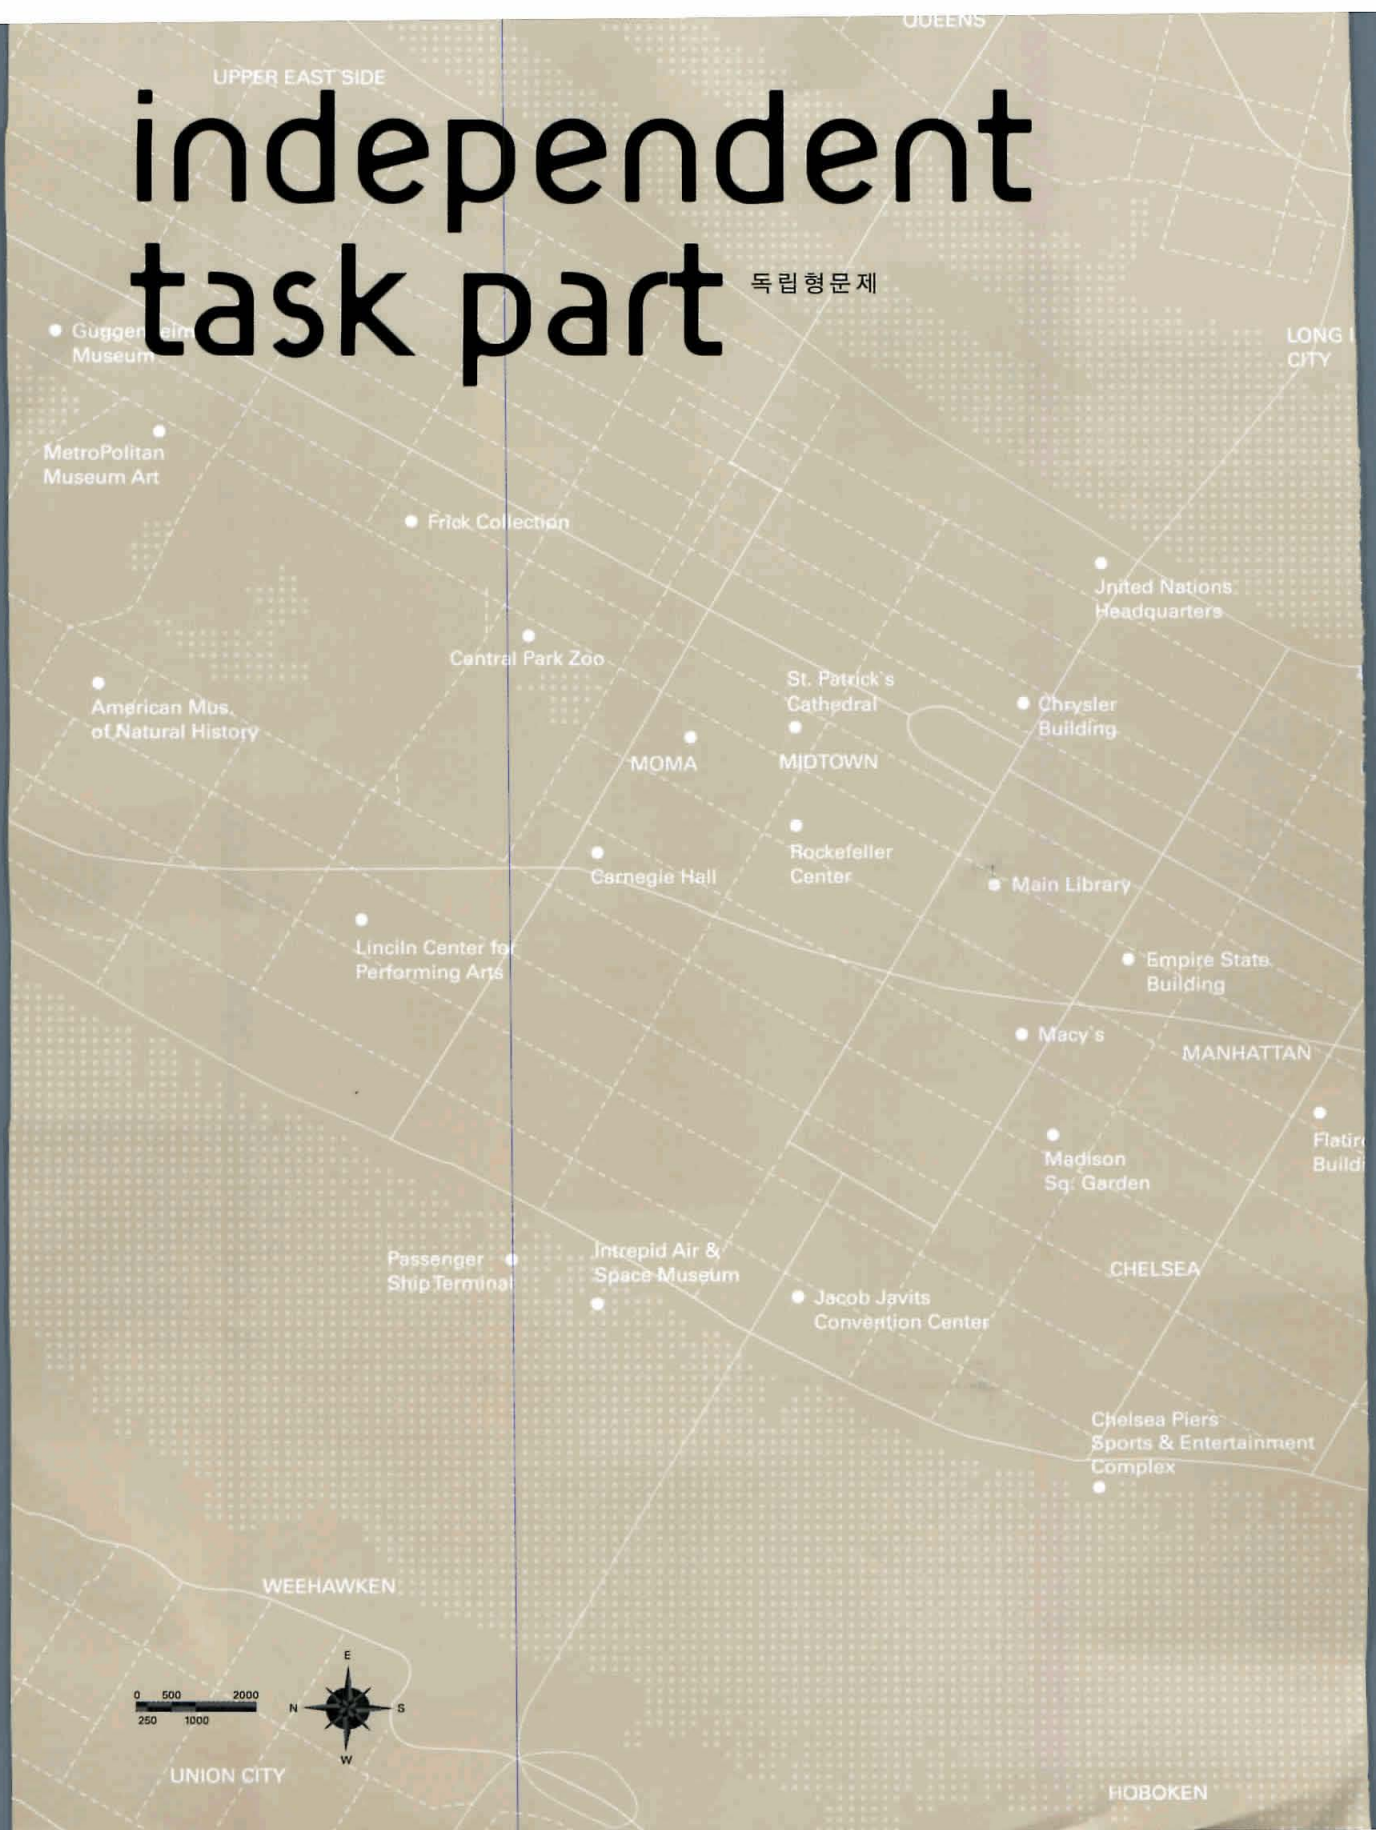 QUEENS
UPPER EAST SIDE
independent
task part 독립형문제
Museum
LONG
CITY
MetroPolitan
Museum Art
Frick Collection
Jnited Nations
Headquarters
Central Park Zoo
St. Patrick's
Cathedral
American Mus.
of Natural History
Chrysler
Building
MOMA
MIDTOWN
Rockefeller
Center
Carnegie Hall
Main Library
Linciln Center for
Performing Arts
Empire State
Building
Macy's
MANHATTAN
Madison
Sq. Garden
Flatir
Buildi
Passenger
Ship Terminal
Intrepid Air &
Space Museum
CHELSEA
Jacob Javits
Convention Center
Chelsea Piers
Sports & Entertainment
Complex
WEEHAWKEN
E
0 500 2000
N S
250 1000
W
UNION CITY
HOBOKEN